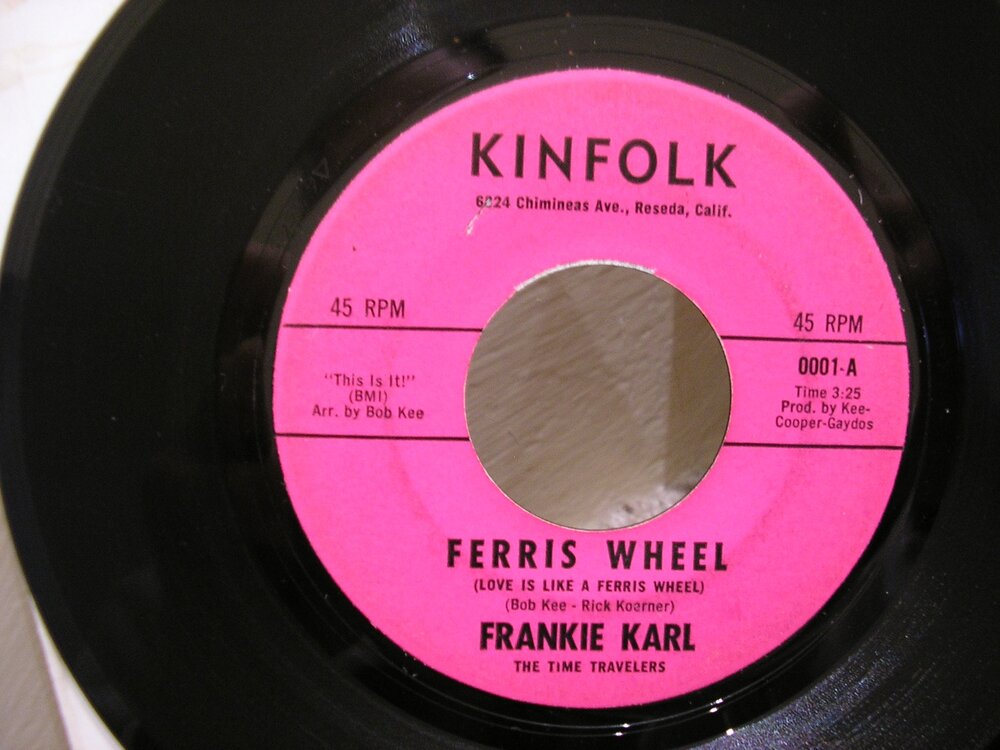 KINFOLK
6024 Chimineas Ave., Reseda, Calif.
45 RPM
45 RPM
"This Is It!"
(BMI)
Arr. by Bob Kee
0001-A
Time 3:25
Prod. by Kee-
Cooper-Gaydos
FERRIS WHEEL
(LOVE IS LIKE A FERRIS WHEEL)
(Bob Kee - Rick Koerner)
FRANKIE KARL
THE TIME TRAVELERS